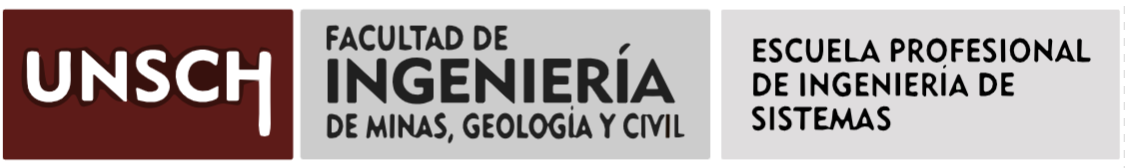 UNSCH
FACULTAD DE
INGENIERÍA
DE MINAS, GEOLOGÍA Y CIVIL
ESCUELA PROFESIONAL
DE INGENIERÍA DE
SISTEMAS